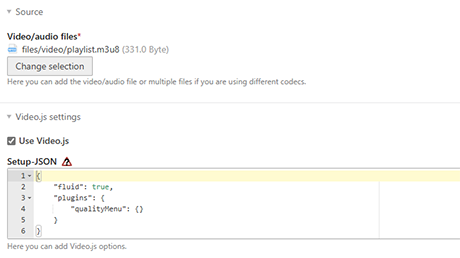 Source
Video/audio files*
files/video/playlist.m3u8 (331.0 Byte)
Change selection
Here you can add the video/audio file or multiple files if you are using different codecs.
Video.js settings
Use Video.js
Setup-JSON
1 {
2 "fluid": true,
3 "plugins": {
4 "qualityMenu": {}
5 }
6 }
Here you can add Video.js options.